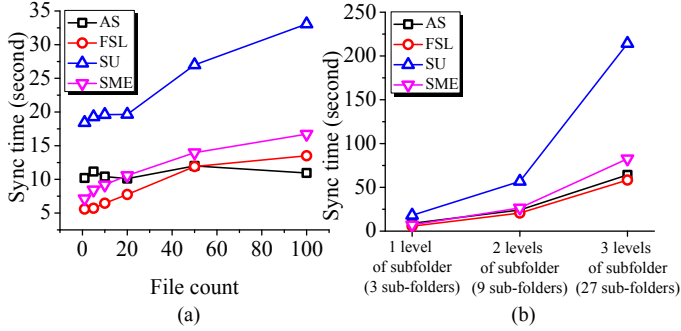 Sync time (second)
35
30
25
20
15
10
5
AS
FSL
SU
SME
0
20
40
60
80
100
File count
(a)
Sync time (second)
250
200
150
100
50
0
AS
FSL
SU
SME
1 level
of subfolder
(3 sub-folders)
2 levels
of subfolder
(9 sub-folders)
3 levels
of subfolder
(27 sub-folders)
(b)